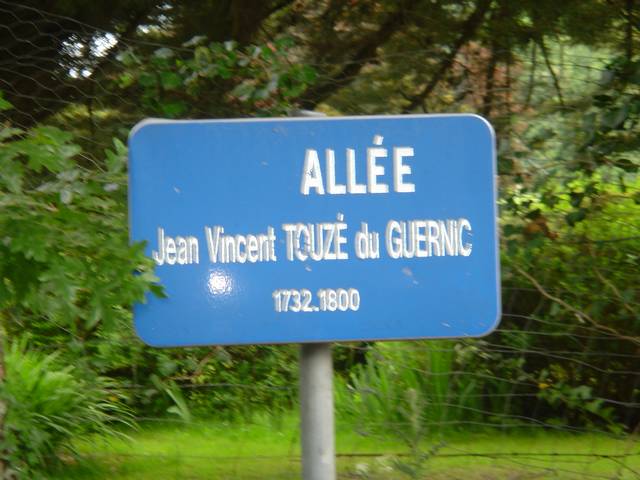 ALLÉE
Jean Vincent TOUZÉ du GUERNiC
1732-1800